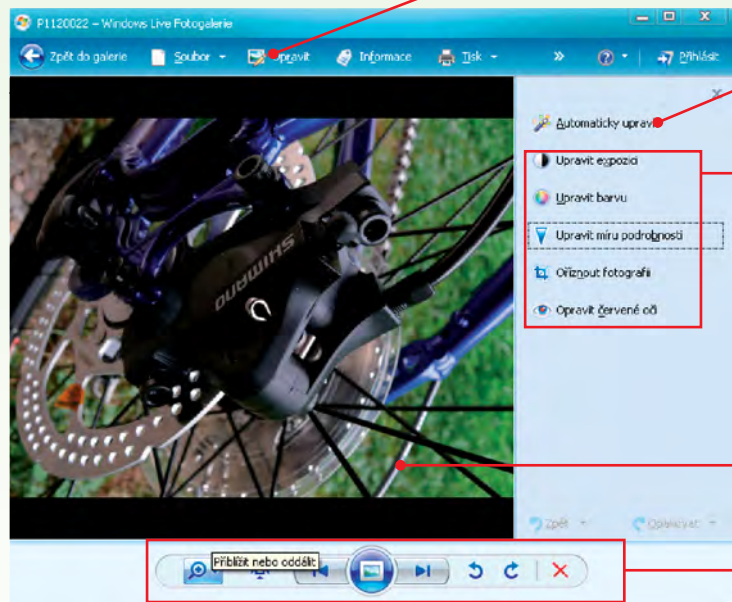 P1120022 – Windows Live Fotogalerie
Zpět do galerie Soubor Opravit Informace Tisk » Přihlásit
Automaticky upravit
Upravit expozici
Upravit barvu
Upravit míru podrobnosti
Oříznout fotografii
Opravit červené oči
SHIMANO
Zpět Opakovat
Přiblížit nebo oddálit